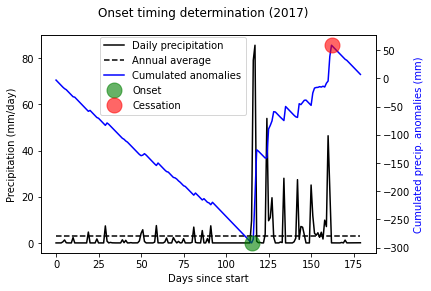 Onset timing determination (2017)
Daily precipitation
Annual average
Cumulated anomalies
Onset
Cessation
Precipitation (mm/day)
80
60
40
20
0
50
0
−50
−100
−150
−200
−250
−300
Cumulated precip. anomalies (mm)
0 25 50 75 100 125 150 175
Days since start